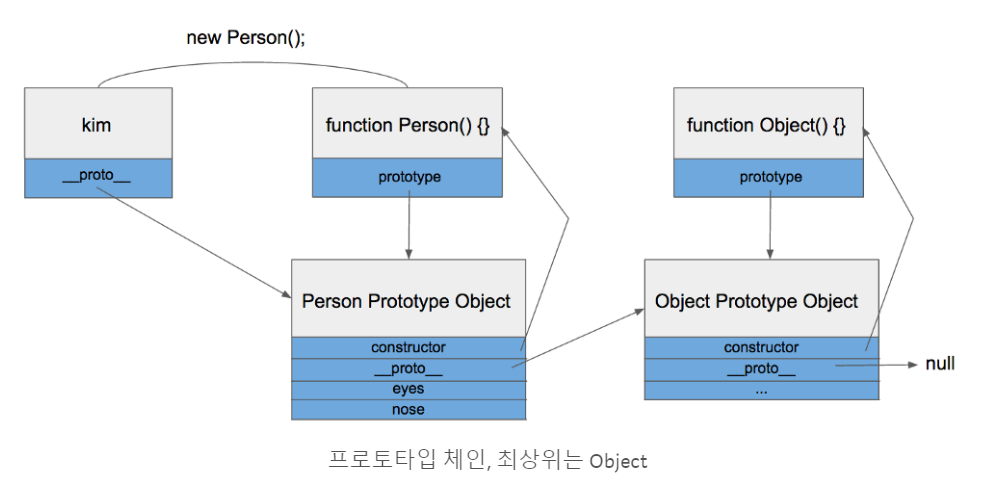 new Person();
kim
__proto__
function Person() {}
prototype
function Object() {}
prototype
Person Prototype Object
constructor
__proto__
eyes
nose
Object Prototype Object
constructor
__proto__
...
null
프로토타입 체인, 최상위는 Object